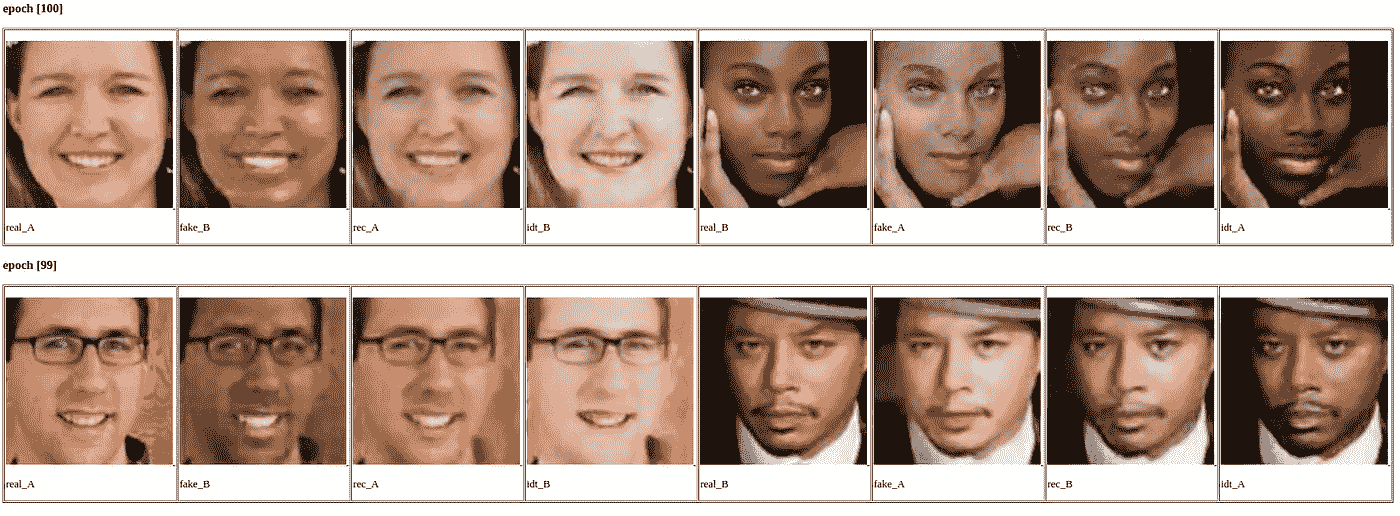 epoch [100]
real_A fake_B rec_A idt_B real_B fake_A rec_B idt_A
epoch [99]
real_A fake_B rec_A idt_B real_B fake_A rec_B idt_A